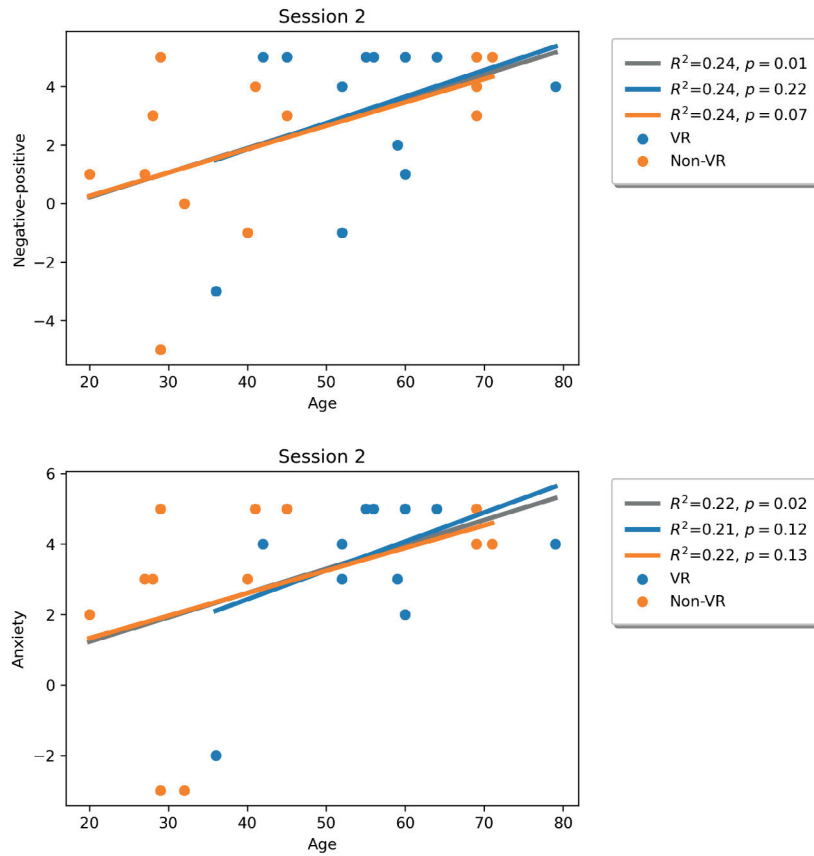 Session 2
Negative-positive
4
2
0
−2
−4
20 30 40 50 60 70 80
Age
R²=0.24, p = 0.01
R²=0.24, p = 0.22
R²=0.24, p = 0.07
VR
Non-VR
Session 2
Anxiety
6
4
2
0
−2
20 30 40 50 60 70 80
Age
R²=0.22, p = 0.02
R²=0.21, p = 0.12
R²=0.22, p = 0.13
VR
Non-VR